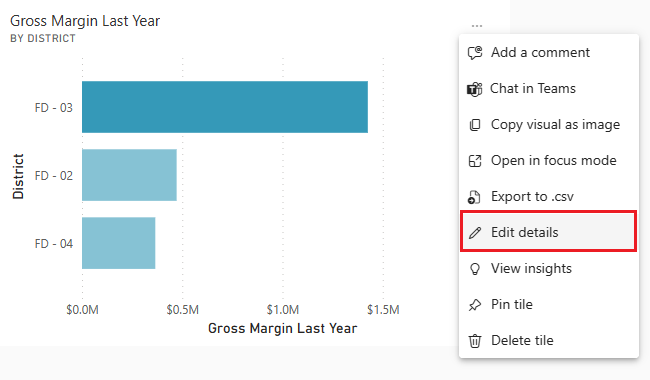 Gross Margin Last Year
BY DISTRICT
...
District
FD - 03
FD - 02
FD - 04
$0.0M $0.5M $1.0M $1.5M
Gross Margin Last Year
Add a comment
Chat in Teams
Copy visual as image
Open in focus mode
Export to .csv
Edit details
View insights
Pin tile
Delete tile